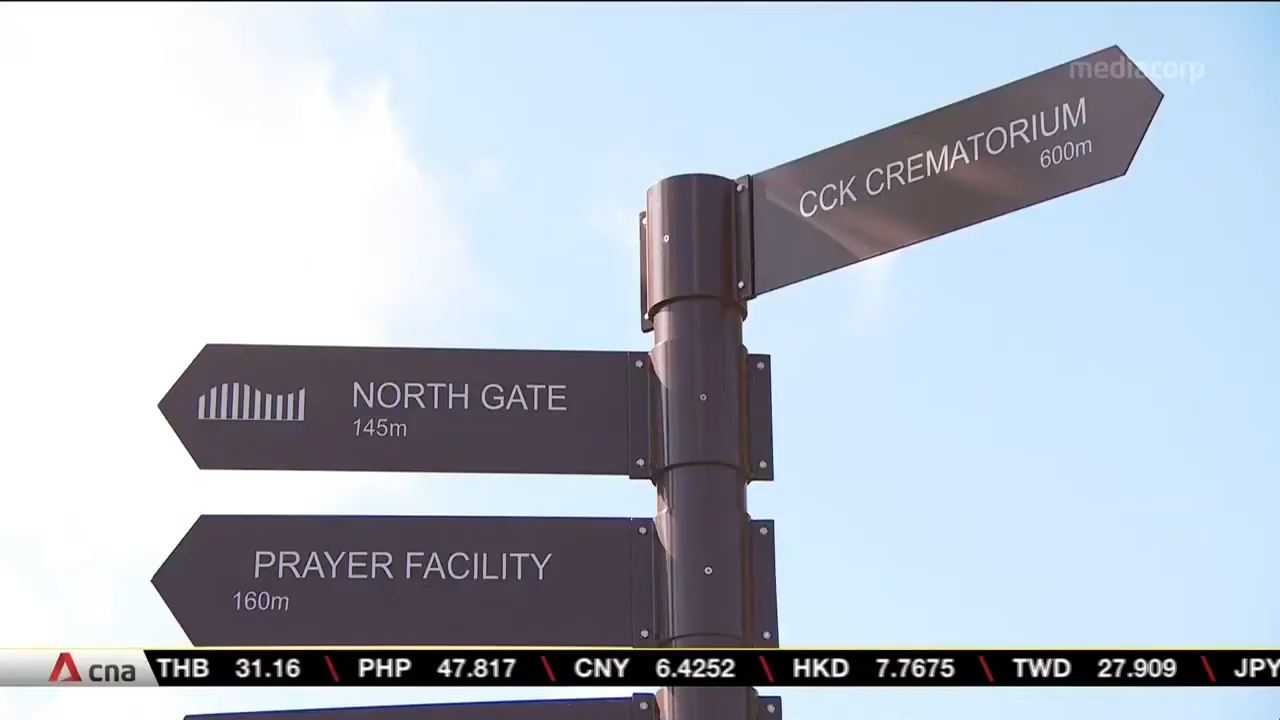 mediacorp
CCK CREMATORIUM
600m
NORTH GATE
145m
PRAYER FACILITY
160m
cna THB 31.16 \ PHP 47.817 \ CNY 6.4252 \ HKD 7.7675 \ TWD 27.909 \ JPY